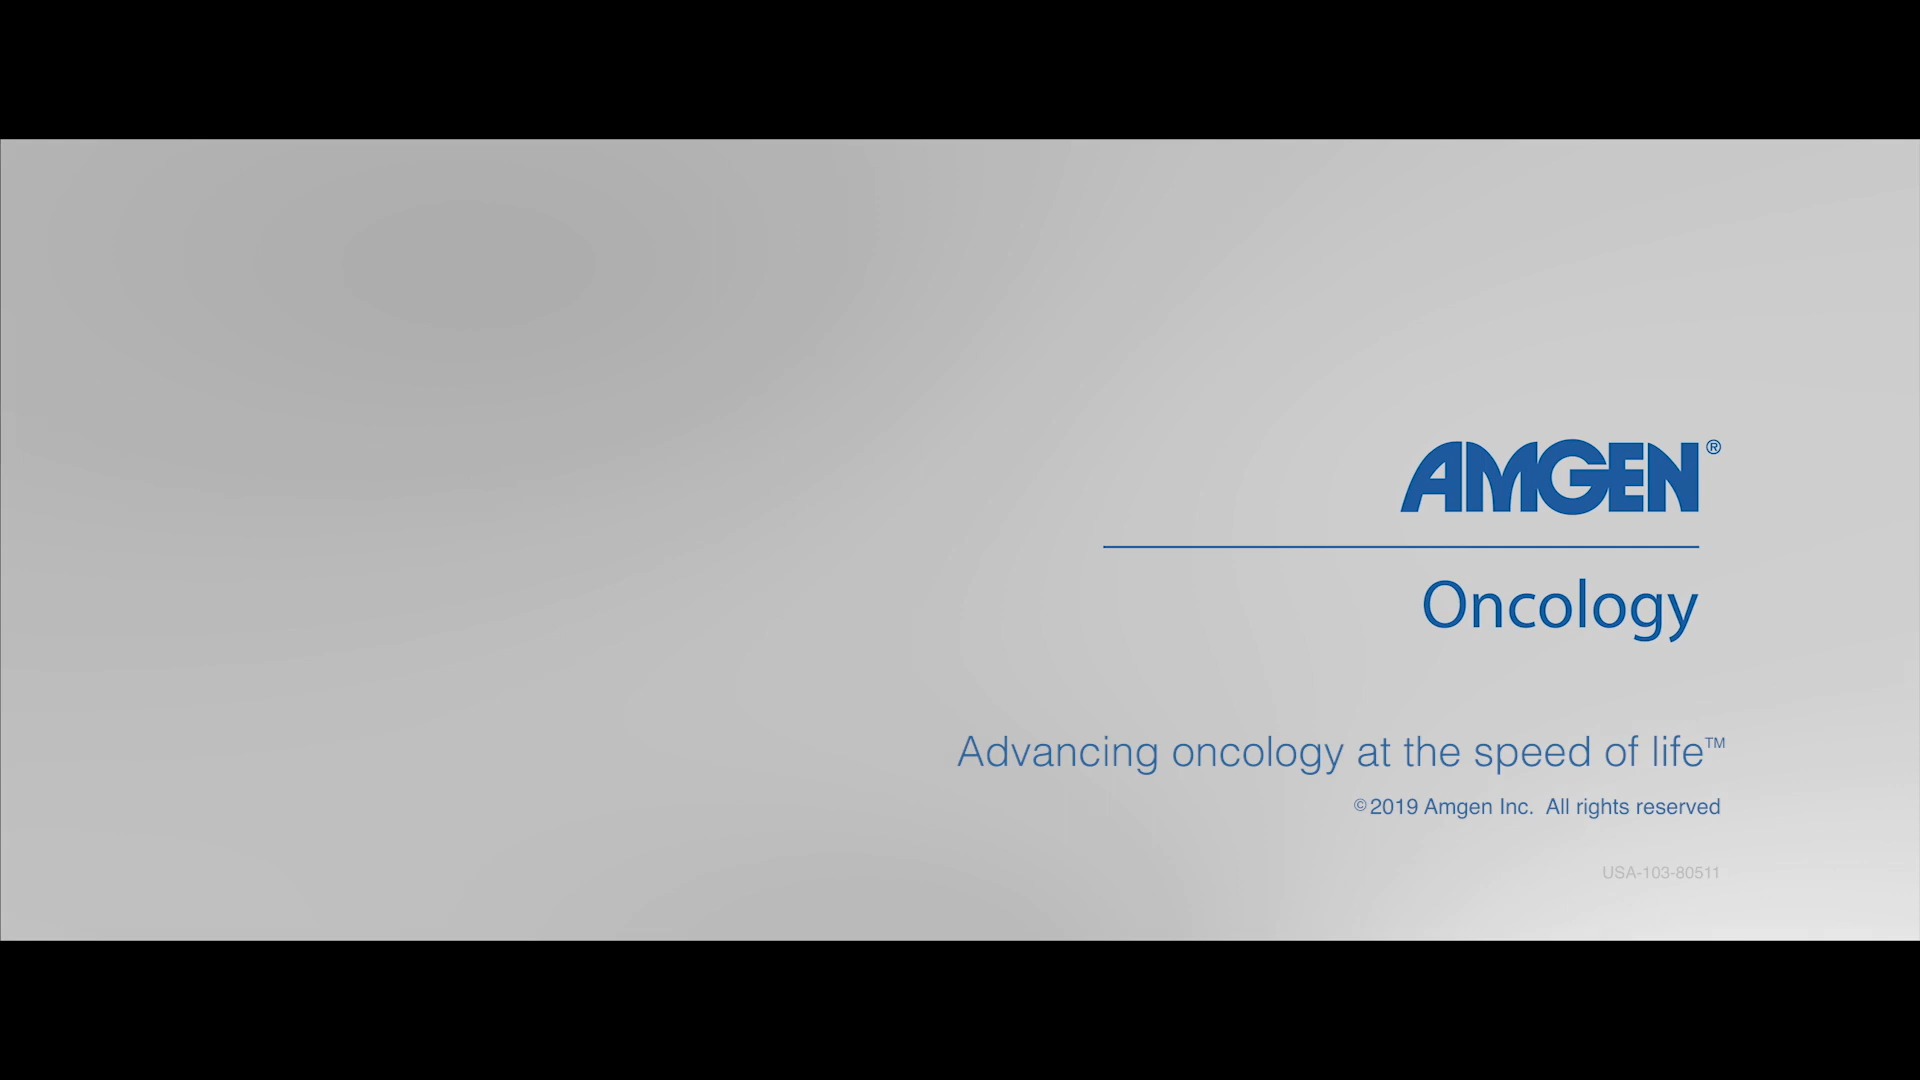 AMGEN®
Oncology
Advancing oncology at the speed of life™
©2019 Amgen Inc.  All rights reserved
USA-103-80511